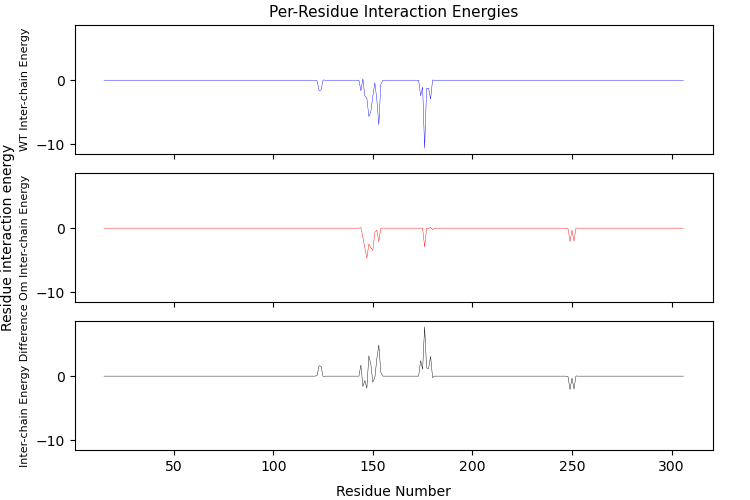 Per-Residue Interaction Energies
Residue interaction energy
WT Inter-chain Energy
0
−10
Om Inter-chain Energy
0
−10
Inter-chain Energy Difference
0
−10
50
100
150
200
250
300
Residue Number